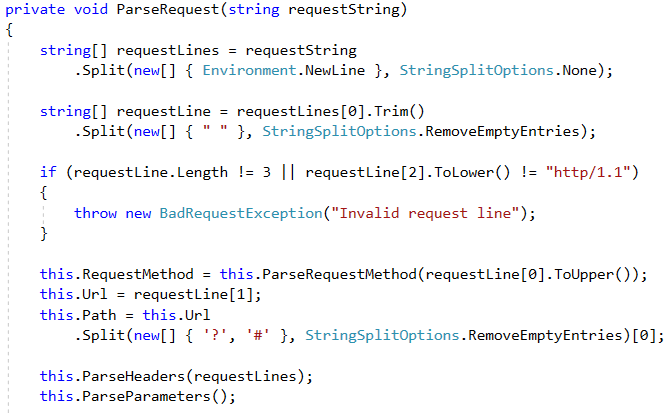 private void ParseRequest(string requestString)
{
    string[] requestLines = requestString
        .Split(new[] { Environment.NewLine }, StringSplitOptions.None);

    string[] requestLine = requestLines[0].Trim()
        .Split(new[] { " " }, StringSplitOptions.RemoveEmptyEntries);

    if (requestLine.Length != 3 || requestLine[2].ToLower() != "http/1.1")
    {
        throw new BadRequestException("Invalid request line");
    }

    this.RequestMethod = this.ParseRequestMethod(requestLine[0].ToUpper());
    this.Url = requestLine[1];
    this.Path = this.Url
        .Split(new[] { '?', '#' }, StringSplitOptions.RemoveEmptyEntries)[0];

    this.ParseHeaders(requestLines);
    this.ParseParameters();